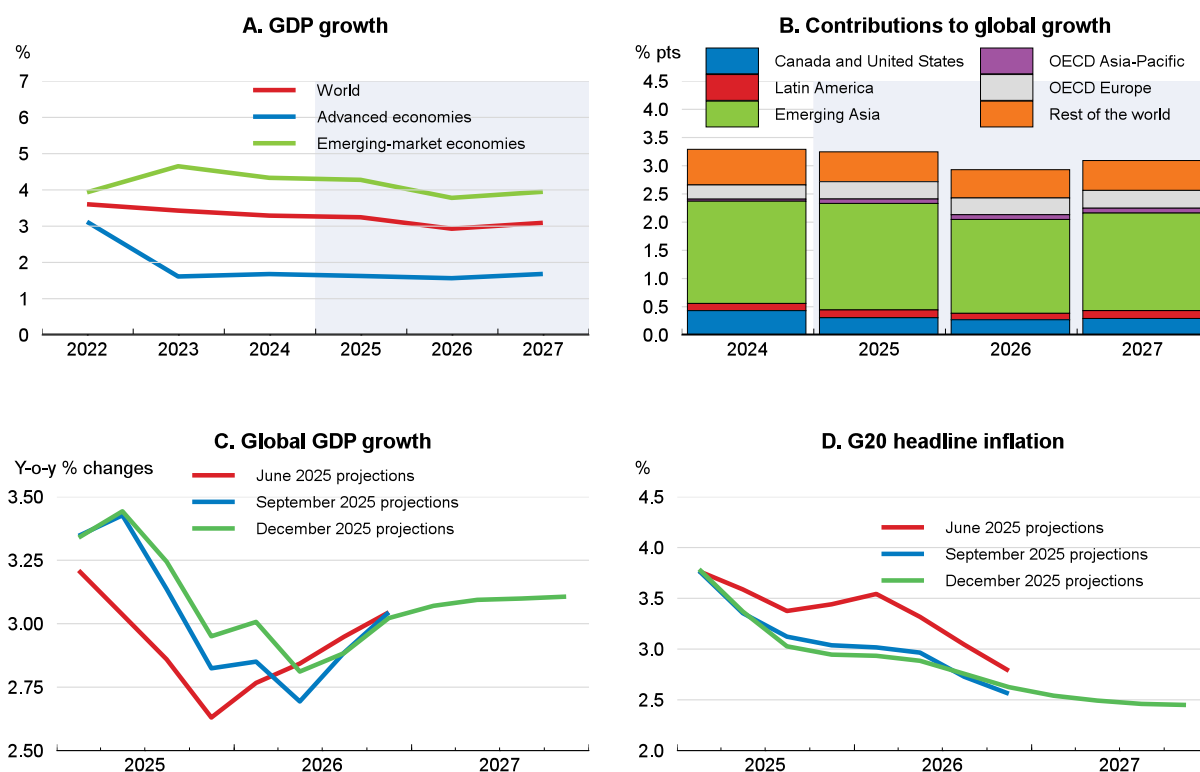 A. GDP growth
%
7
6
5
4
3
2
1
0
World
Advanced economies
Emerging-market economies
2022 2023 2024 2025 2026 2027
B. Contributions to global growth
% pts
Canada and United States
Latin America
Emerging Asia
OECD Asia-Pacific
OECD Europe
Rest of the world
4.5
4.0
3.5
3.0
2.5
2.0
1.5
1.0
0.5
0.0
2024 2025 2026 2027
C. Global GDP growth
Y-o-y % changes
June 2025 projections
September 2025 projections
December 2025 projections
3.50
3.25
3.00
2.75
2.50
2025 2026 2027
D. G20 headline inflation
%
4.5
4.0
3.5
3.0
2.5
2.0
June 2025 projections
September 2025 projections
December 2025 projections
2025 2026 2027